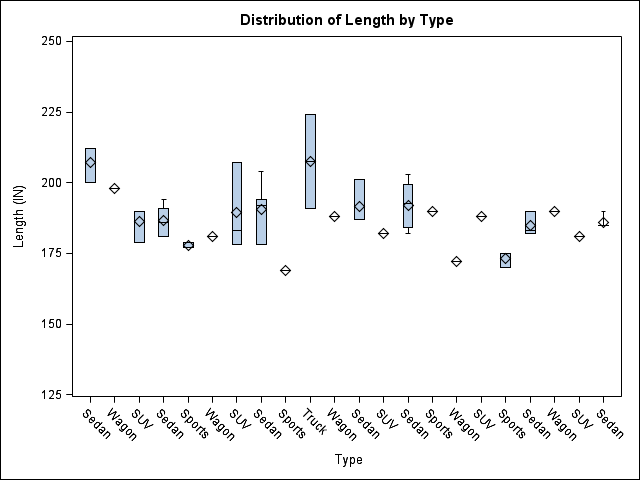 Distribution of Length by Type
250
225
200
175
150
125
Length (IN)
Sedan Wagon SUV Sedan Sports Wagon SUV Sedan Sports Truck Wagon Sedan SUV Sedan Sports Wagon SUV Sports Sedan Wagon SUV Sedan
Type